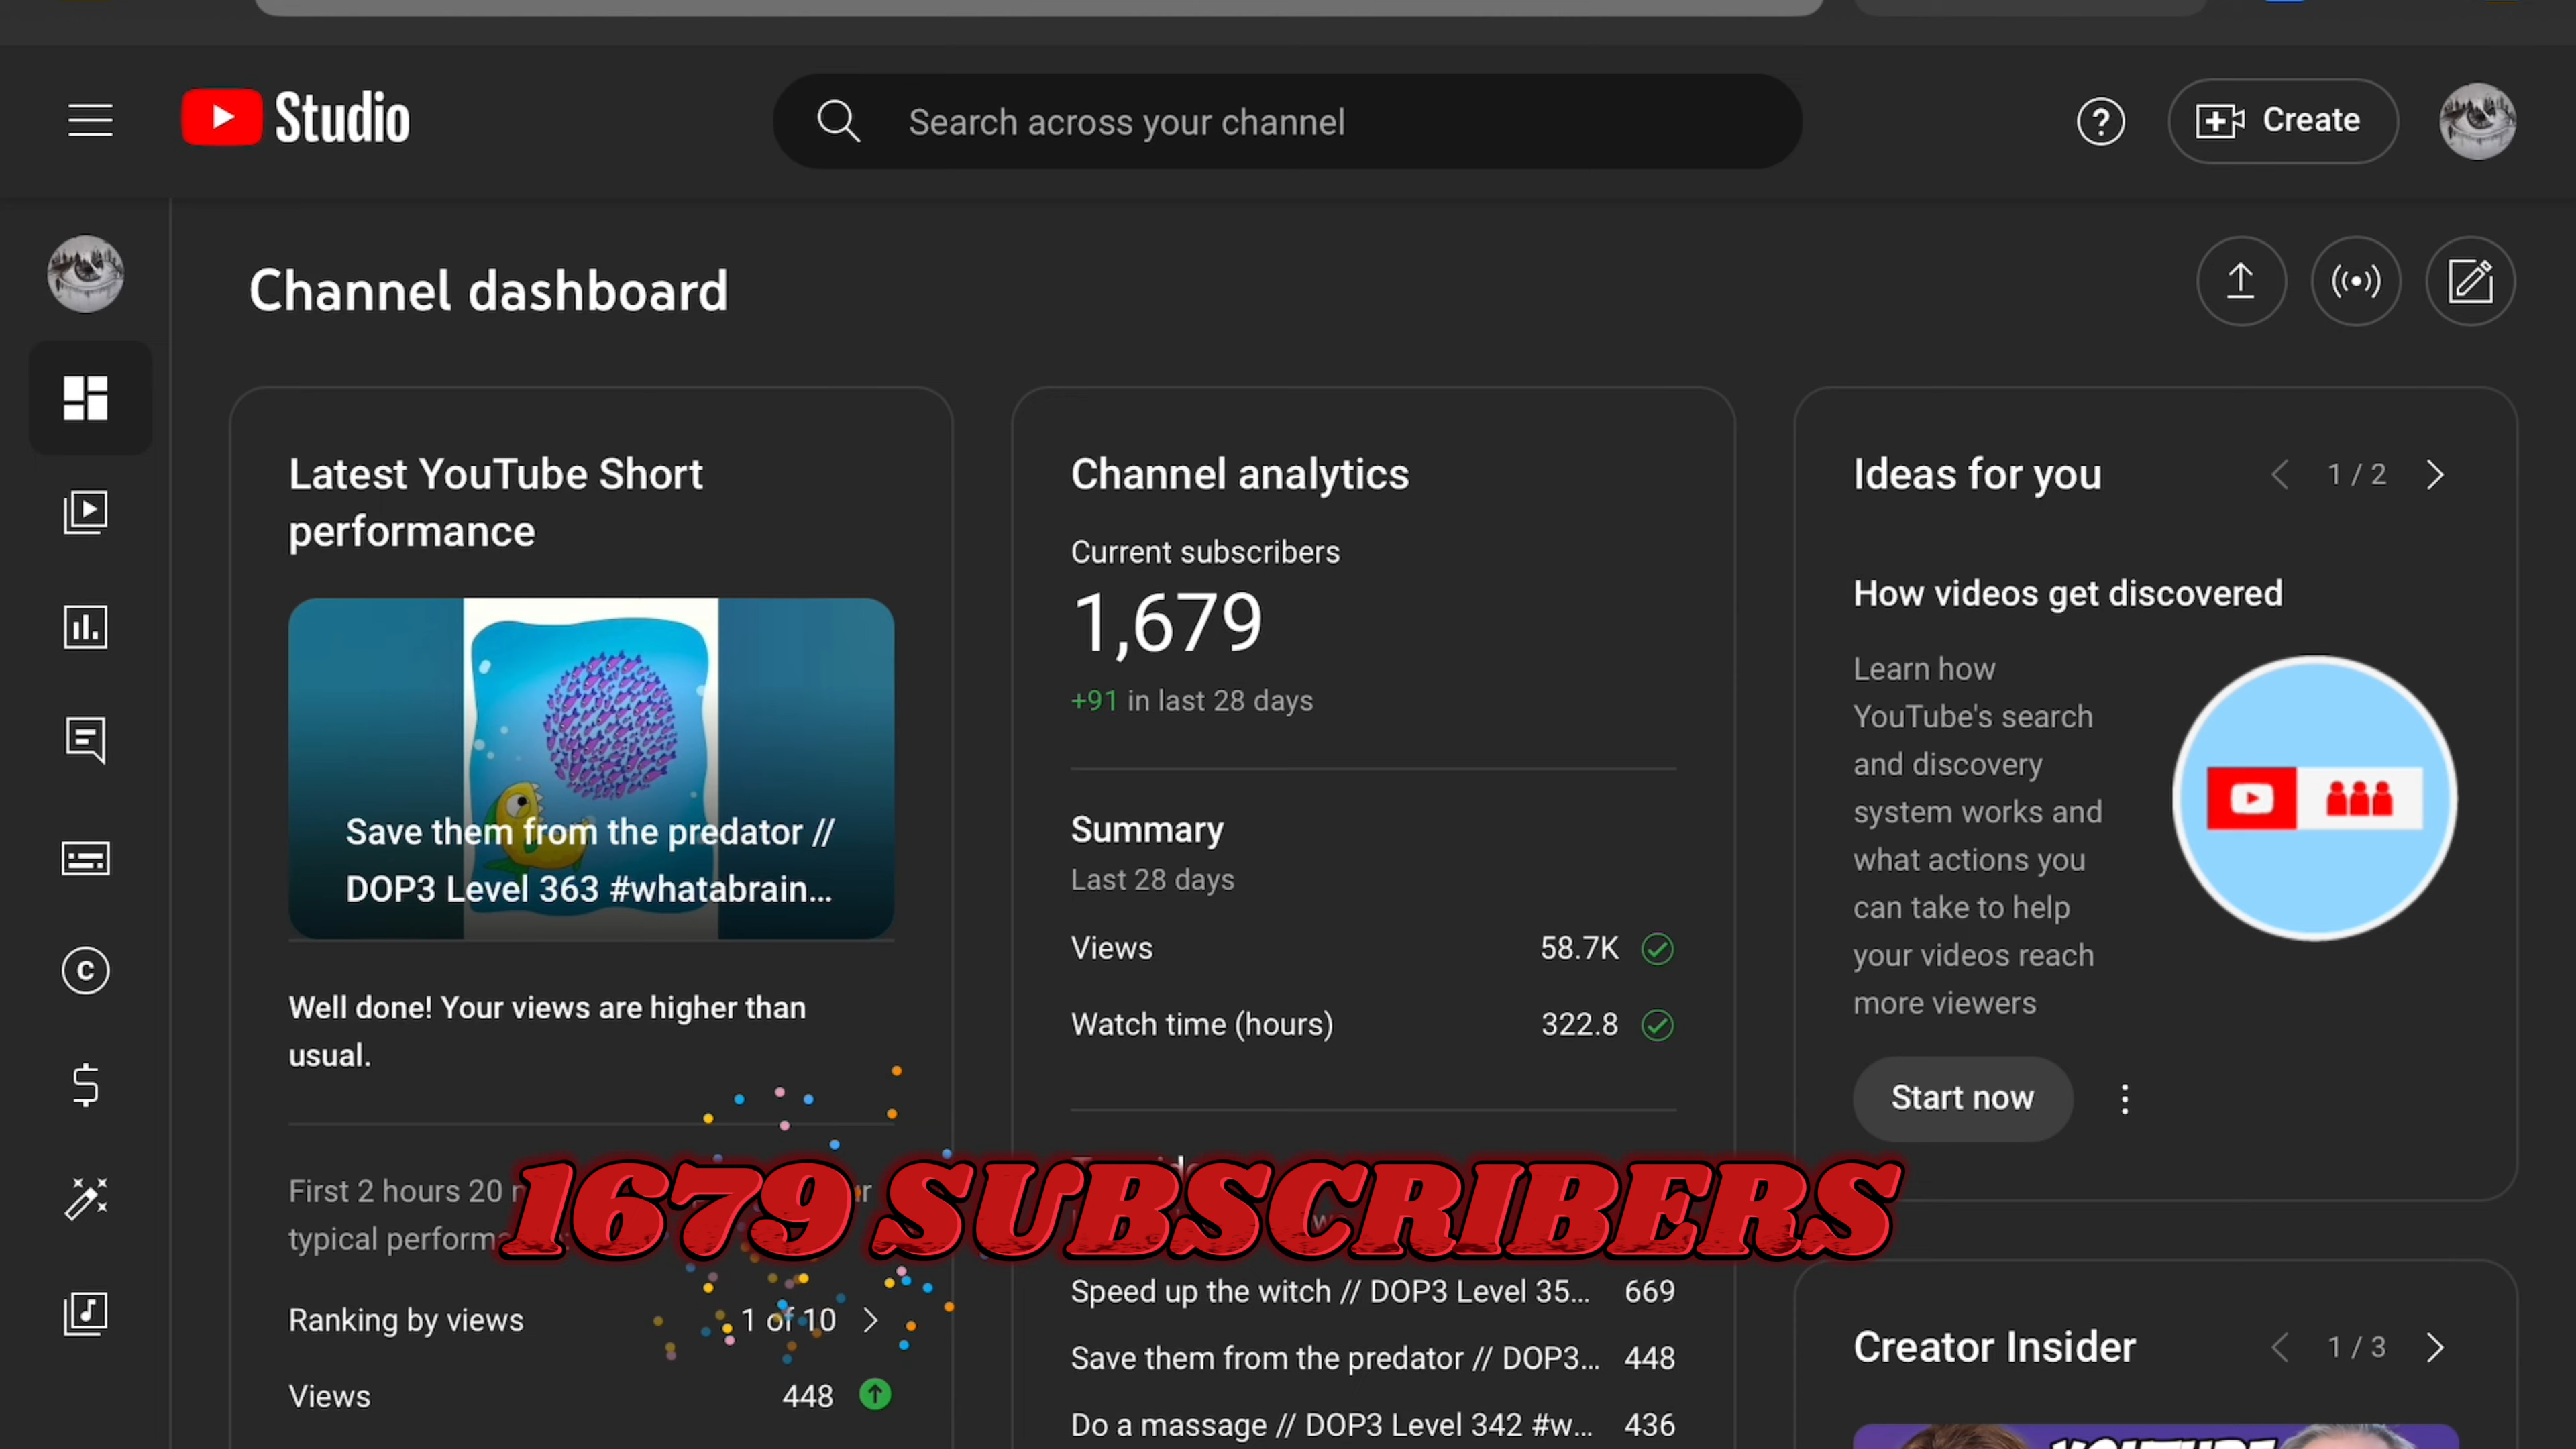 Studio
Search across your channel
Create
Channel dashboard
Latest YouTube Short
performance
Save them from the predator //
DOP3 Level 363 #whatabrain...
Well done! Your views are higher than
usual.
First 2 hours 20
typical
Ranking by views
1 of 10
Views
448
Channel analytics
Current subscribers
1,679
+91 in last 28 days
Summary
Last 28 days
Views
58.7K
Watch time (hours)
322.8
1679 SUBSCRIBERS
Speed up the witch // DOP3 Level 35...
669
Save them from the predator // DOP3...
448
Do a massage // DOP3 Level 342 #w...
436
Ideas for you
1 / 2
How videos get discovered
Learn how
YouTube's search
and discovery
system works and
what actions you
can take to help
your videos reach
more viewers
Start now
Creator Insider
1 / 3